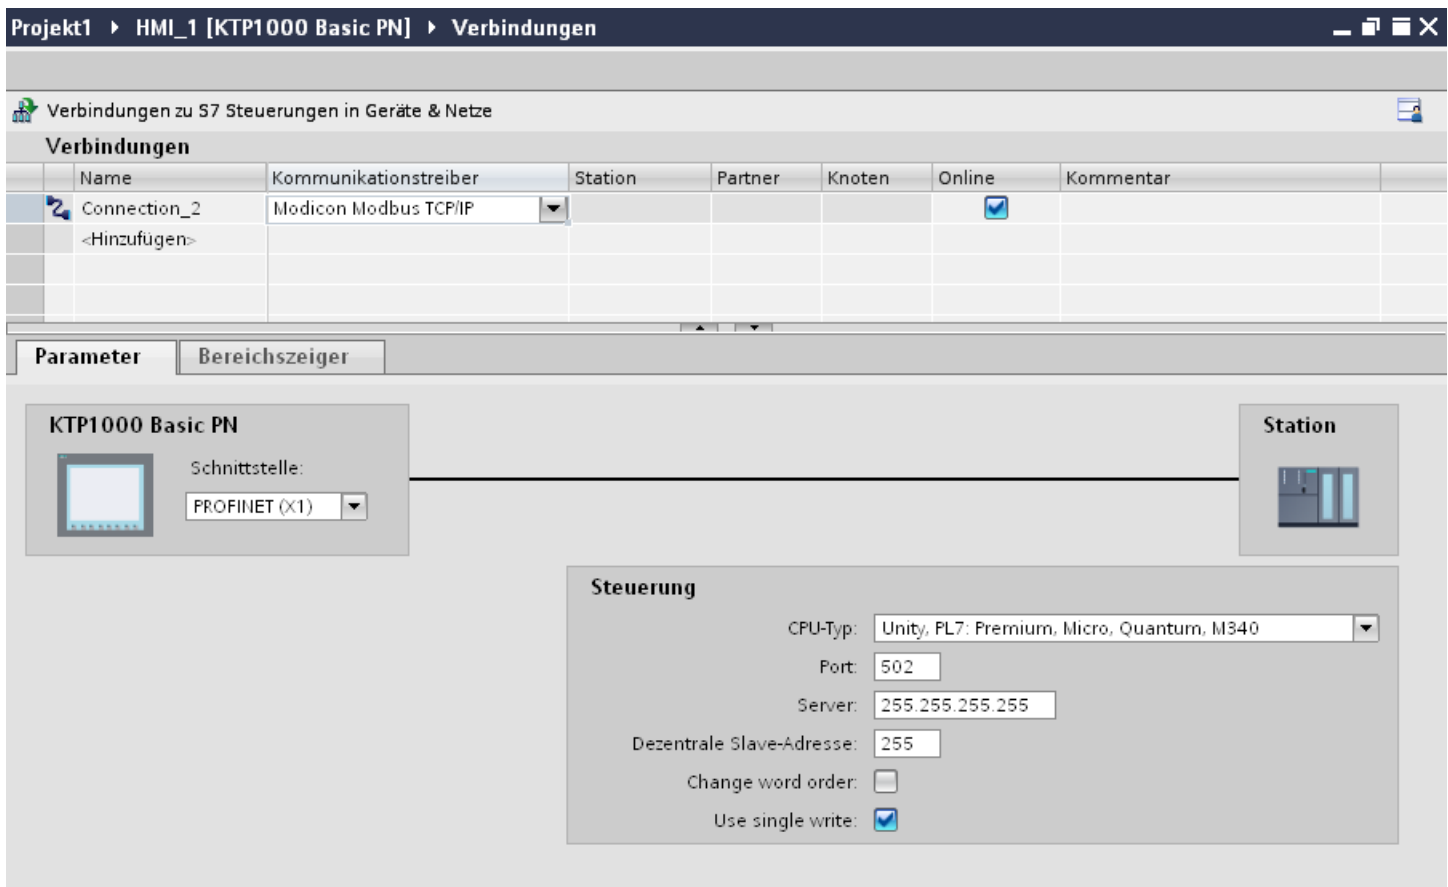 Projekt1 ▸ HMI_1 [KTP1000 Basic PN] ▸ Verbindungen
Verbindungen zu S7 Steuerungen in Geräte & Netze
Verbindungen
Name Kommunikationstreiber Station Partner Knoten Online Kommentar
Connection_2 Modicon Modbus TCP/IP
<Hinzufügen>
Parameter Bereichszeiger
KTP1000 Basic PN
Schnittstelle:
PROFINET (X1)
Station
Steuerung
CPU-Typ: Unity, PL7: Premium, Micro, Quantum, M340
Port: 502
Server: 255.255.255.255
Dezentrale Slave-Adresse: 255
Change word order:
Use single write: